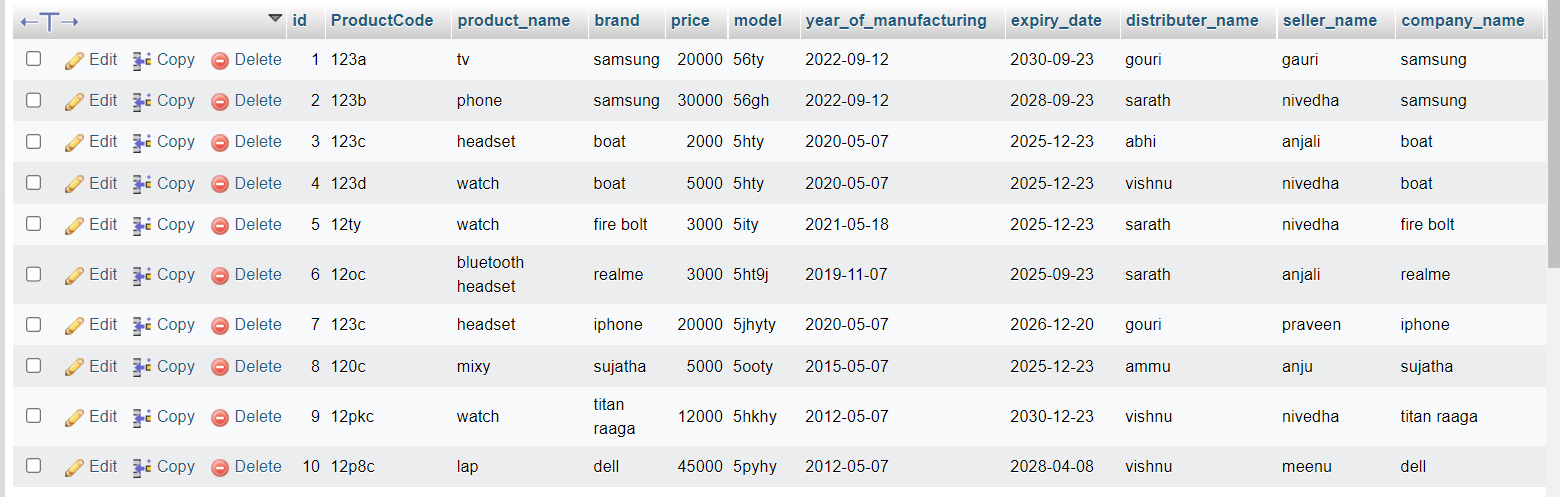 id ProductCode product_name brand price model year_of_manufacturing expiry_date distributer_name seller_name company_name
Edit Copy Delete 1 123a tv samsung 20000 56ty 2022-09-12 2030-09-23 gouri gauri samsung
Edit Copy Delete 2 123b phone samsung 30000 56gh 2022-09-12 2028-09-23 sarath nivedha samsung
Edit Copy Delete 3 123c headset boat 2000 5hty 2020-05-07 2025-12-23 abhi anjali boat
Edit Copy Delete 4 123d watch boat 5000 5hty 2020-05-07 2025-12-23 vishnu nivedha boat
Edit Copy Delete 5 12ty watch fire bolt 3000 5ity 2021-05-18 2025-12-23 sarath nivedha fire bolt
Edit Copy Delete 6 12oc bluetooth headset realme 3000 5ht9j 2019-11-07 2025-09-23 sarath anjali realme
Edit Copy Delete 7 123c headset iphone 20000 5jhyty 2020-05-07 2026-12-20 gouri praveen iphone
Edit Copy Delete 8 120c mixy sujatha 5000 5ooty 2015-05-07 2025-12-23 ammu anju sujatha
Edit Copy Delete 9 12pkc watch titan raaga 12000 5hkhy 2012-05-07 2030-12-23 vishnu nivedha titan raaga
Edit Copy Delete 10 12p8c lap dell 45000 5pyhy 2012-05-07 2028-04-08 vishnu meenu dell